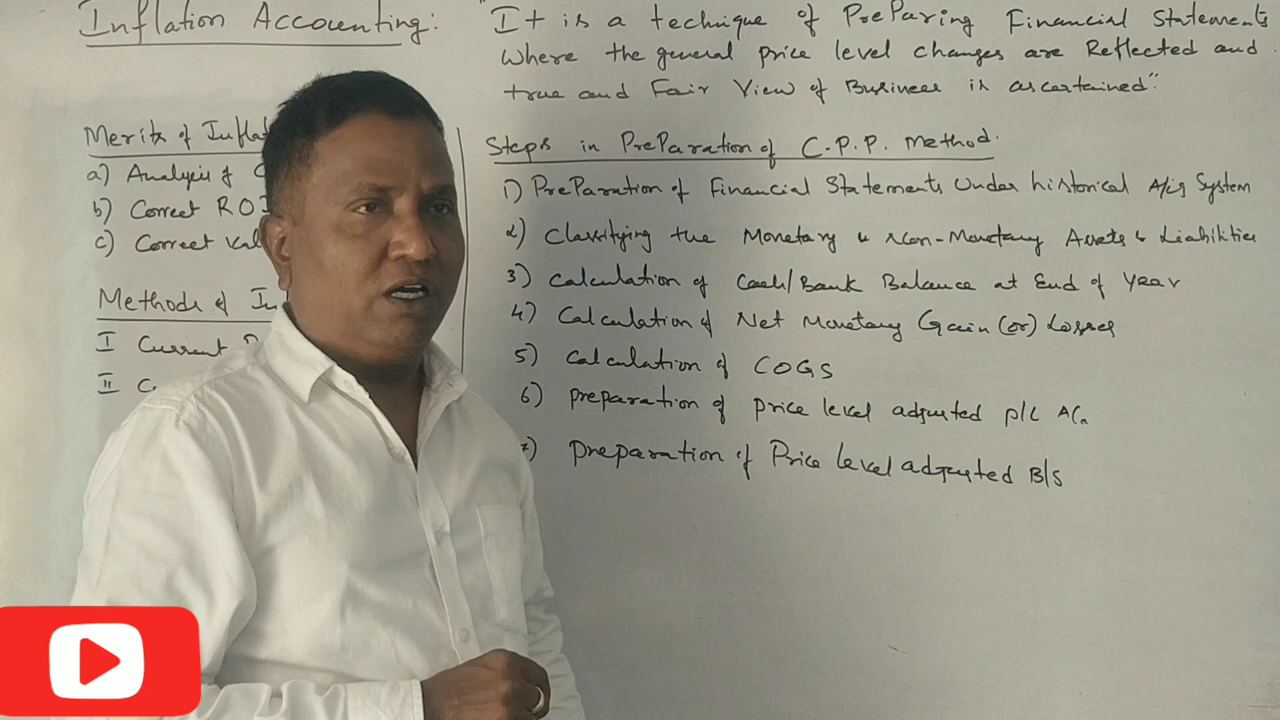 Inflation Accounting: "It is a technique of Preparing Financial Statements
Where the general price level changes are Reflected and
true and Fair View of Business is ascertained"
Merits of Inflat
a) Analysis of C
b) Correct ROI
c) Correct Val
Methods of In
I Current P
II C
Steps in Preparation of C.P.P. Method.
1) Preparation of Financial Statements Under historical A/cg System
2) Classifying the Monetary & Non-Monetary Assets & Liabilities
3) Calculation of Cash/Bank Balance at End of Year
4) Calculation of Net Monetary Gain (or) Losses
5) Calculation of COGS
6) preparation of price level adjusted P/L A/c.
7) Preparation of Price level adjusted B/S